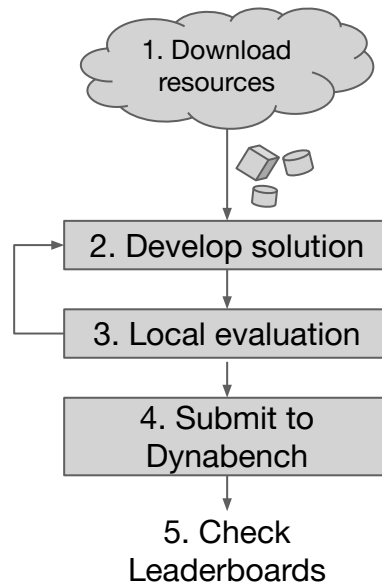 1. Download
resources
2. Develop solution
3. Local evaluation
4. Submit to
Dynabench
5. Check
Leaderboards